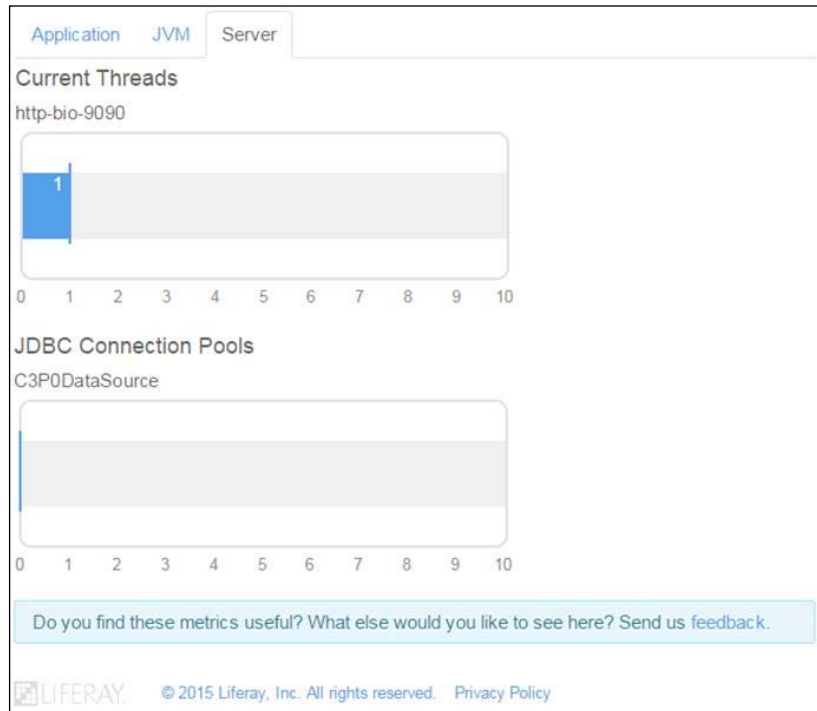 Application JVM Server
Current Threads
http-bio-9090
1
0 1 2 3 4 5 6 7 8 9 10
JDBC Connection Pools
C3P0DataSource
0 1 2 3 4 5 6 7 8 9 10
Do you find these metrics useful? What else would you like to see here? Send us feedback.
LIFERAY. © 2015 Liferay, Inc. All rights reserved. Privacy Policy